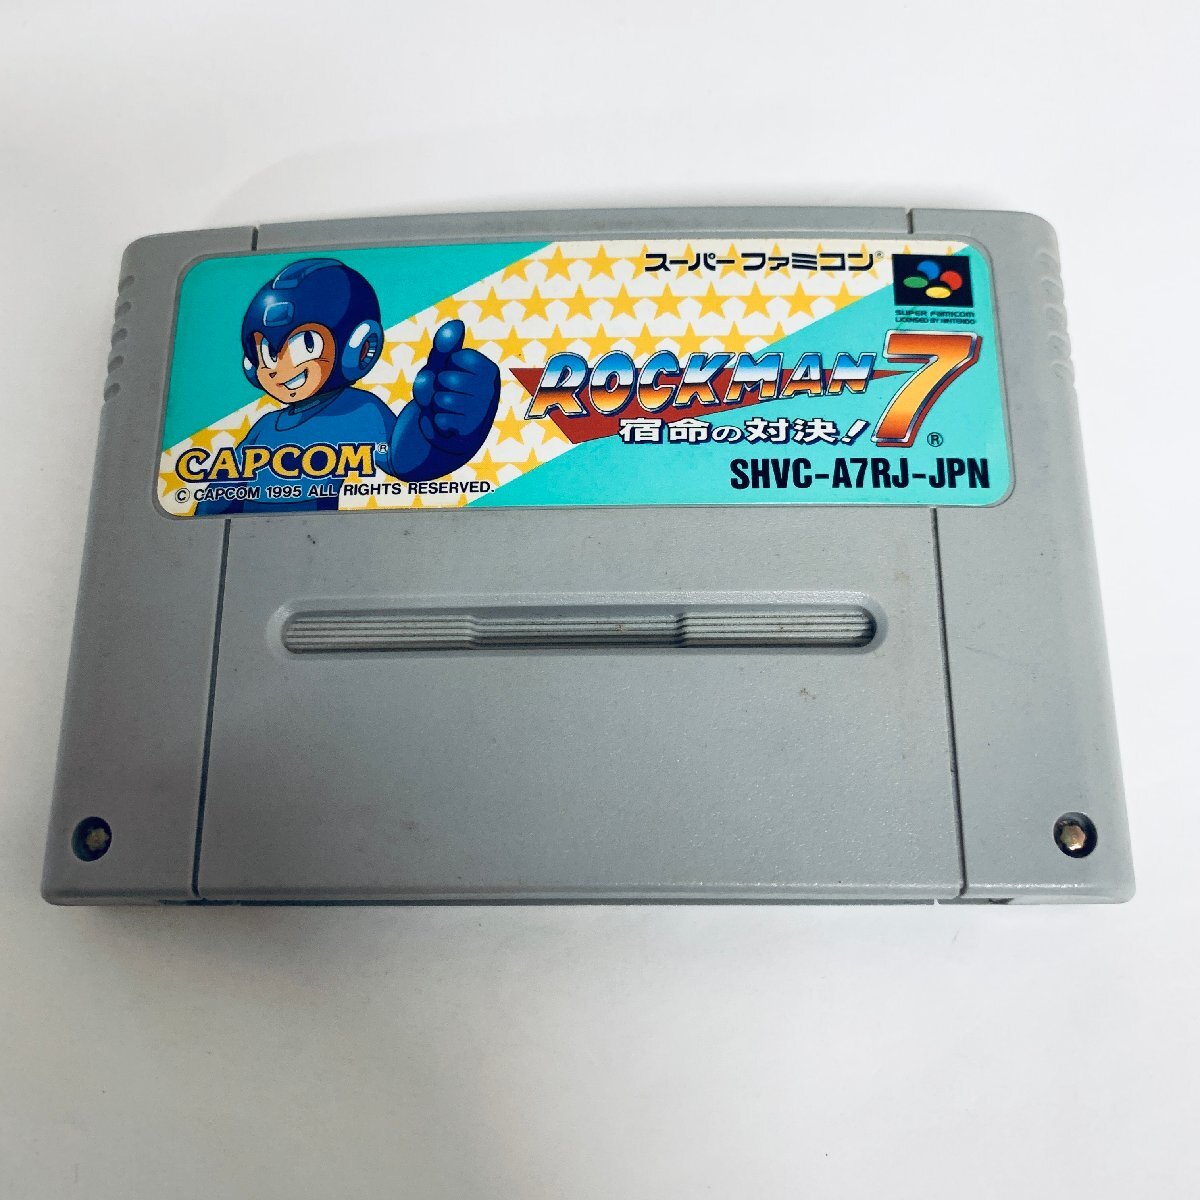 スーパーファミコン®
SUPER FAMICOM
LICENSED BY NINTENDO
ROCKMAN 7
宿命の対決! ®
CAPCOM®
© CAPCOM 1995 ALL RIGHTS RESERVED.
SHVC-A7RJ-JPN